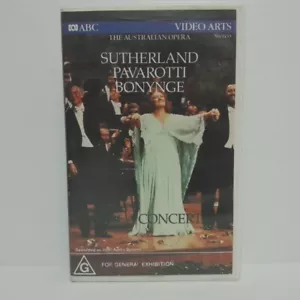 ABC VIDEO ARTS
THE AUSTRALIAN OPERA
SUTHERLAND
PAVAROTTI
BONYNGE
CONCERT
G FOR GENERAL EXHIBITION